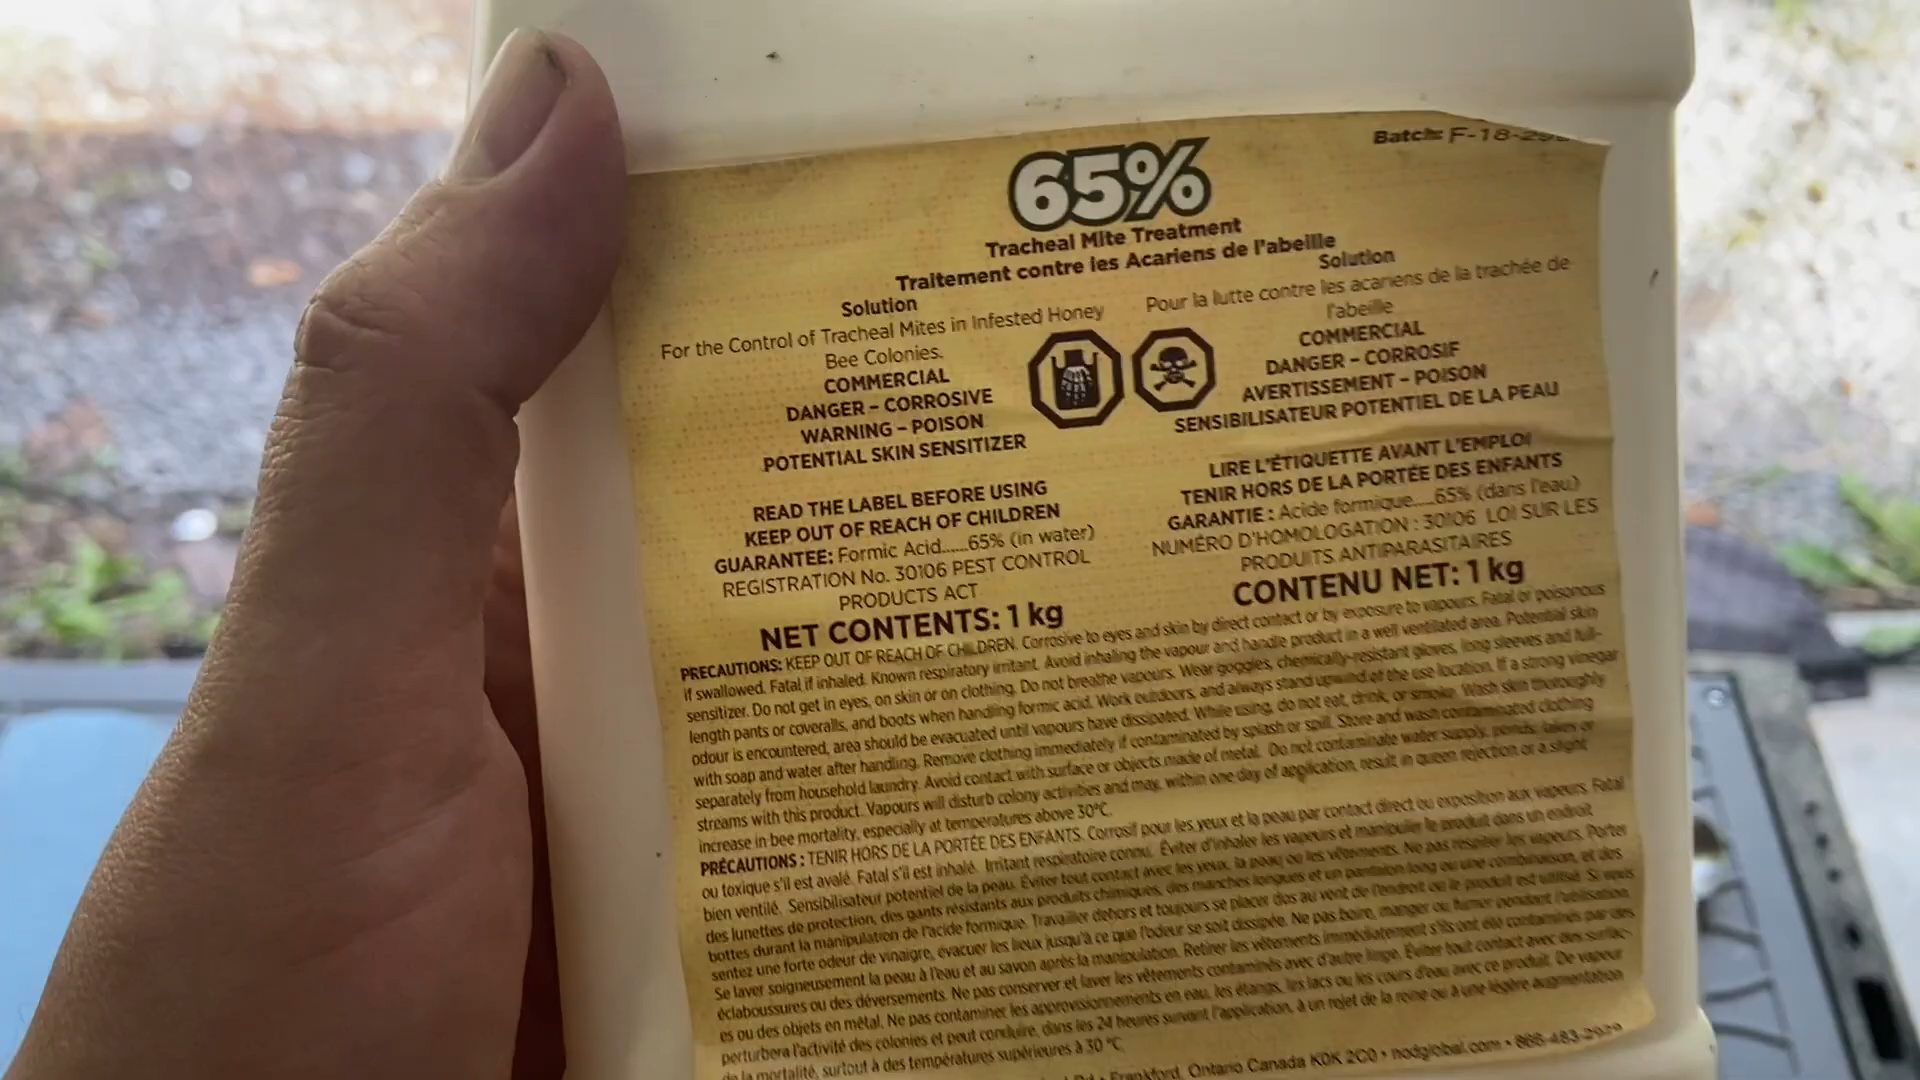 Batch: F-18-
65%
Tracheal Mite Treatment
Traitement contre les Acariens de l'abeille
Solution
For the Control of Tracheal Mites in Infested Honey
Bee Colonies.
COMMERCIAL
DANGER – CORROSIVE
WARNING – POISON
POTENTIAL SKIN SENSITIZER
READ THE LABEL BEFORE USING
KEEP OUT OF REACH OF CHILDREN
GUARANTEE: Formic Acid......65% (in water)
REGISTRATION No. 30106 PEST CONTROL
PRODUCTS ACT
NET CONTENTS: 1 kg
Solution
Pour la lutte contre les acariens de la trachée de
l'abeille
COMMERCIAL
DANGER – CORROSIF
AVERTISSEMENT – POISON
SENSIBILISATEUR POTENTIEL DE LA PEAU
LIRE L'ÉTIQUETTE AVANT L'EMPLOI
TENIR HORS DE LA PORTÉE DES ENFANTS
GARANTIE : Acide formique.....65% (dans l'eau)
NUMÉRO D'HOMOLOGATION : 30106 LOI SUR LES
PRODUITS ANTIPARASITAIRES
CONTENU NET: 1 kg
PRECAUTIONS: KEEP OUT OF REACH OF CHILDREN. Corrosive to eyes and skin by direct contact or by exposure to vapours. Fatal or poisonous
if swallowed. Fatal if inhaled. Known respiratory irritant. Avoid inhaling the vapour and handle product in a well ventilated area. Potential skin
sensitizer. Do not get in eyes, on skin or on clothing. Do not breathe vapours. Wear goggles, chemically-resistant gloves, long sleeves and full-
length pants or coveralls, and boots when handling formic acid. Work outdoors, and always stand upwind of the use location. If a strong vinegar
odour is encountered, area should be evacuated until vapours have dissipated. While using, do not eat, drink, or smoke. Wash skin thoroughly
with soap and water after handling. Remove clothing immediately if contaminated by splash or spill. Store and wash contaminated clothing
separately from household laundry. Avoid contact with surface or objects made of metal. Do not contaminate water supply, ponds, lakes or
streams with this product. Vapours will disturb colony activities and may, within one day of application, result in queen rejection or a slight
increase in bee mortality, especially at temperatures above 30°C.
PRÉCAUTIONS : TENIR HORS DE LA PORTÉE DES ENFANTS. Corrosif pour les yeux et la peau par contact direct ou exposition aux vapeurs. Fatal
ou toxique s'il est avalé. Fatal s'il est inhalé. Irritant respiratoire connu. Éviter d'inhaler les vapeurs et manipuler le produit dans un endroit
bien ventilé. Sensibilisateur potentiel de la peau. Éviter tout contact avec les yeux, la peau ou les vêtements. Ne pas respirer les vapeurs. Porter
des lunettes de protection, des gants résistants aux produits chimiques, des manches longues et un pantalon long ou une combinaison, et des
bottes durant la manipulation de l'acide formique. Travailler dehors et toujours se placer dos au vent de l'endroit où le produit est utilisé. Si vous
sentez une forte odeur de vinaigre, évacuer les lieux jusqu'à ce que l'odeur se soit dissipée. Ne pas boire, manger ou fumer pendant l'utilisation.
Se laver soigneusement la peau à l'eau et au savon après la manipulation. Retirer les vêtements immédiatement s'ils ont été contaminés par des
éclaboussures ou des déversements. Ne pas conserver et laver les vêtements contaminés avec d'autre linge. Éviter tout contact avec des surfac-
es ou des objets en métal. Ne pas contaminer les approvisionnements en eau, les étangs, les lacs ou les cours d'eau avec ce produit. De vapeur
perturbera l'activité des colonies et peut conduire, dans les 24 heures suivant l'application, à un rejet de la reine ou à une légère augmentation
de la mortalité, surtout à des températures supérieures à 30 °C.
Rd • Frankford, Ontario Canada K0K 2C0 • nodglobal.com • 866-483-2929